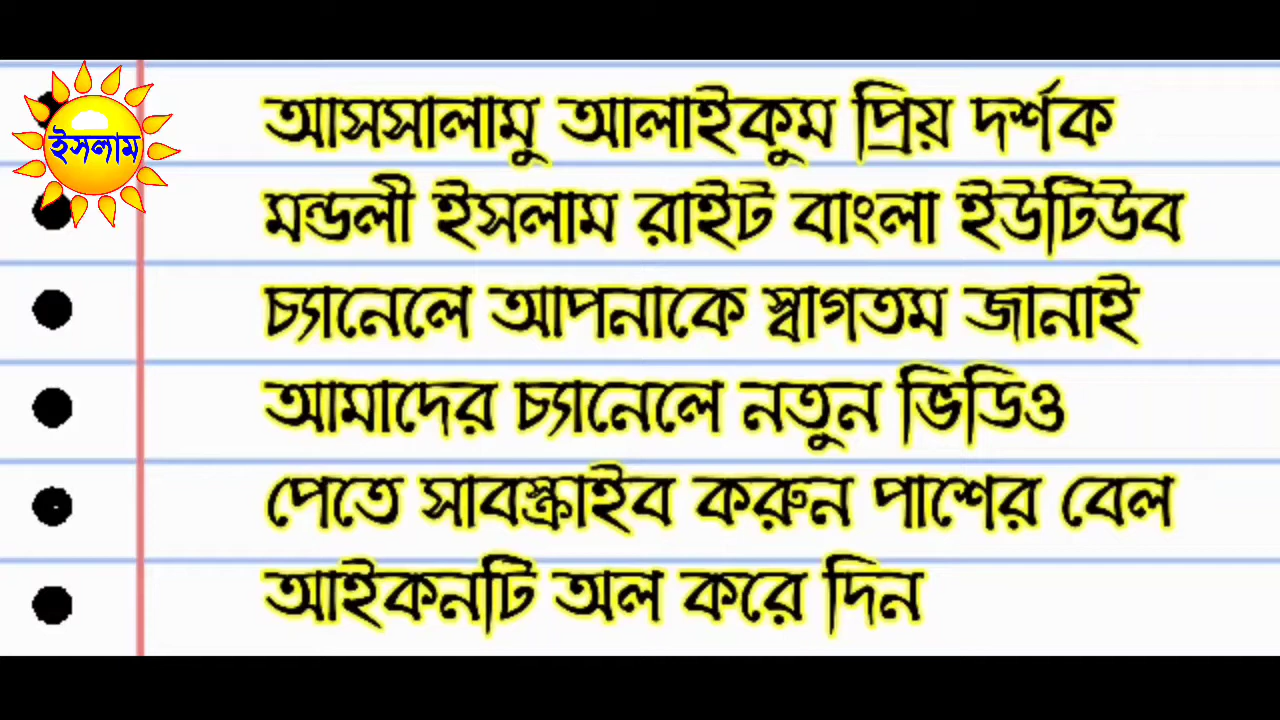 ইসলাম
আসসালামু আলাইকুম প্রিয় দর্শক
মন্ডলী ইসলাম রাইট বাংলা ইউটিউব
চ্যানেলে আপনাকে স্বাগতম জানাই
আমাদের চ্যানেলে নতুন ভিডিও
পেতে সাবস্ক্রাইব করুন পাশের বেল
আইকনটি অল করে দিন